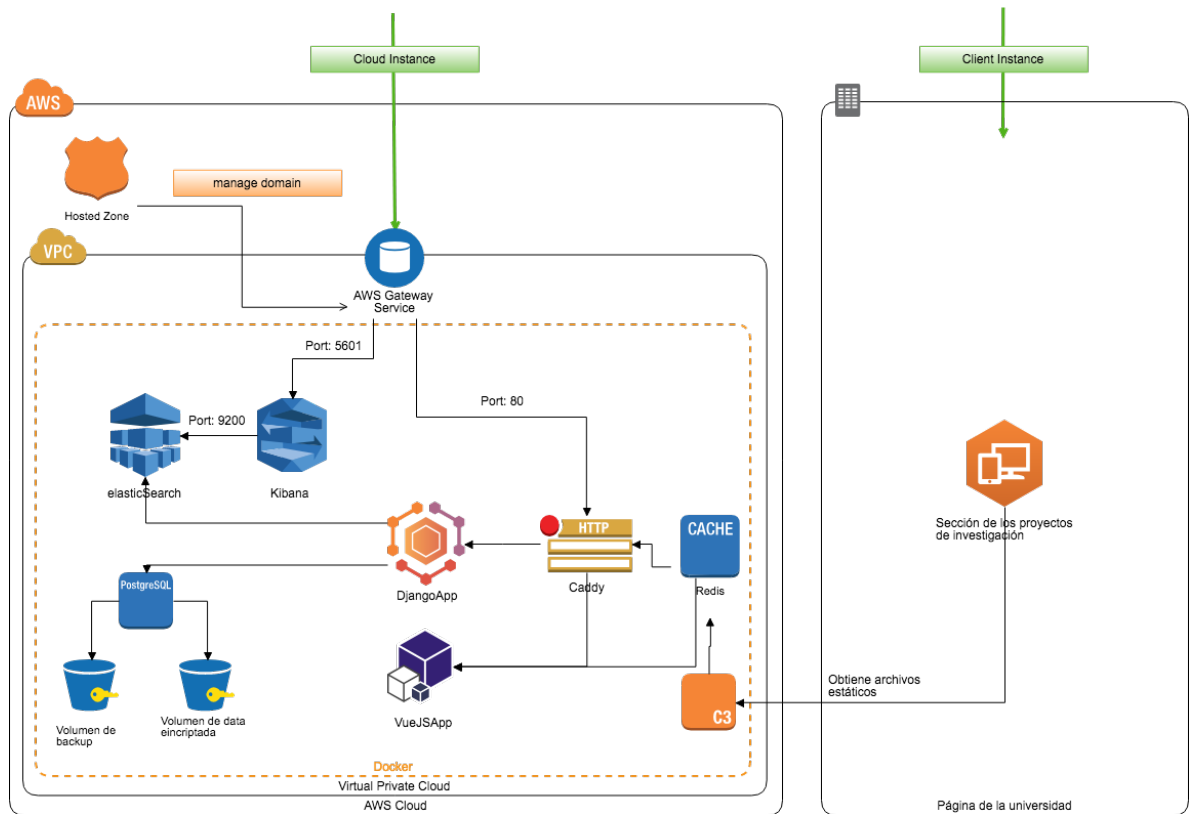 Cloud Instance
Client Instance
AWS
manage domain
Hosted Zone
VPC
AWS Gateway
Service
Port: 5601
Port: 80
Port: 9200
elasticSearch
Kibana
HTTP
CACHE
Caddy
Redis
DjangoApp
PostgreSQL
VueJSApp
C3
Volumen de
backup
Volumen de data
eincriptada
Sección de los proyectos
de investigación
Obtiene archivos
estáticos
Docker
Virtual Private Cloud
AWS Cloud
Página de la universidad